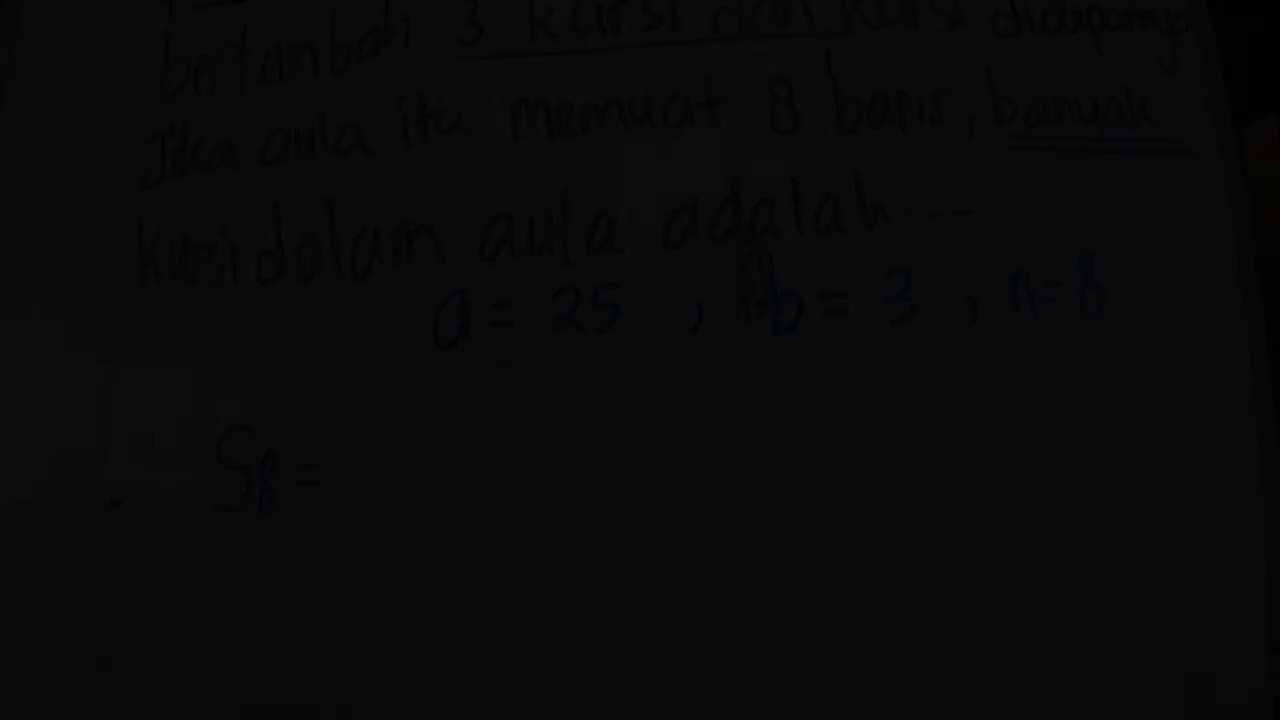 bertambah 3 kursi dari kursi didepannya
Jika aula itu memuat 8 baris, banyak
kursi dalam aula adalah ....
a = 25 , b = 3 , n = 8
S8 =